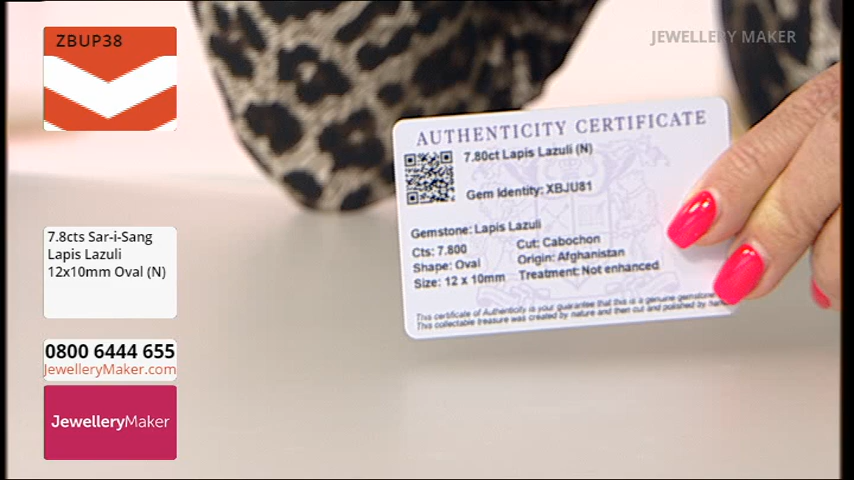 ZBUP38
JEWELLERY MAKER
AUTHENTICITY CERTIFICATE
7.80ct Lapis Lazuli (N)
Gem Identity: XBJU81
Gemstone: Lapis Lazuli
Cts: 7.800 Cut: Cabochon
Shape: Oval Origin: Afghanistan
Size: 12 x 10mm Treatment: Not enhanced
This certificate of Authenticity is your guarantee that this is a genuine gemstone
This collectable treasure was created by nature and then cut and polished by hand
7.8cts Sar-i-Sang
Lapis Lazuli
12x10mm Oval (N)
0800 6444 655
JewelleryMaker.com
JewelleryMaker